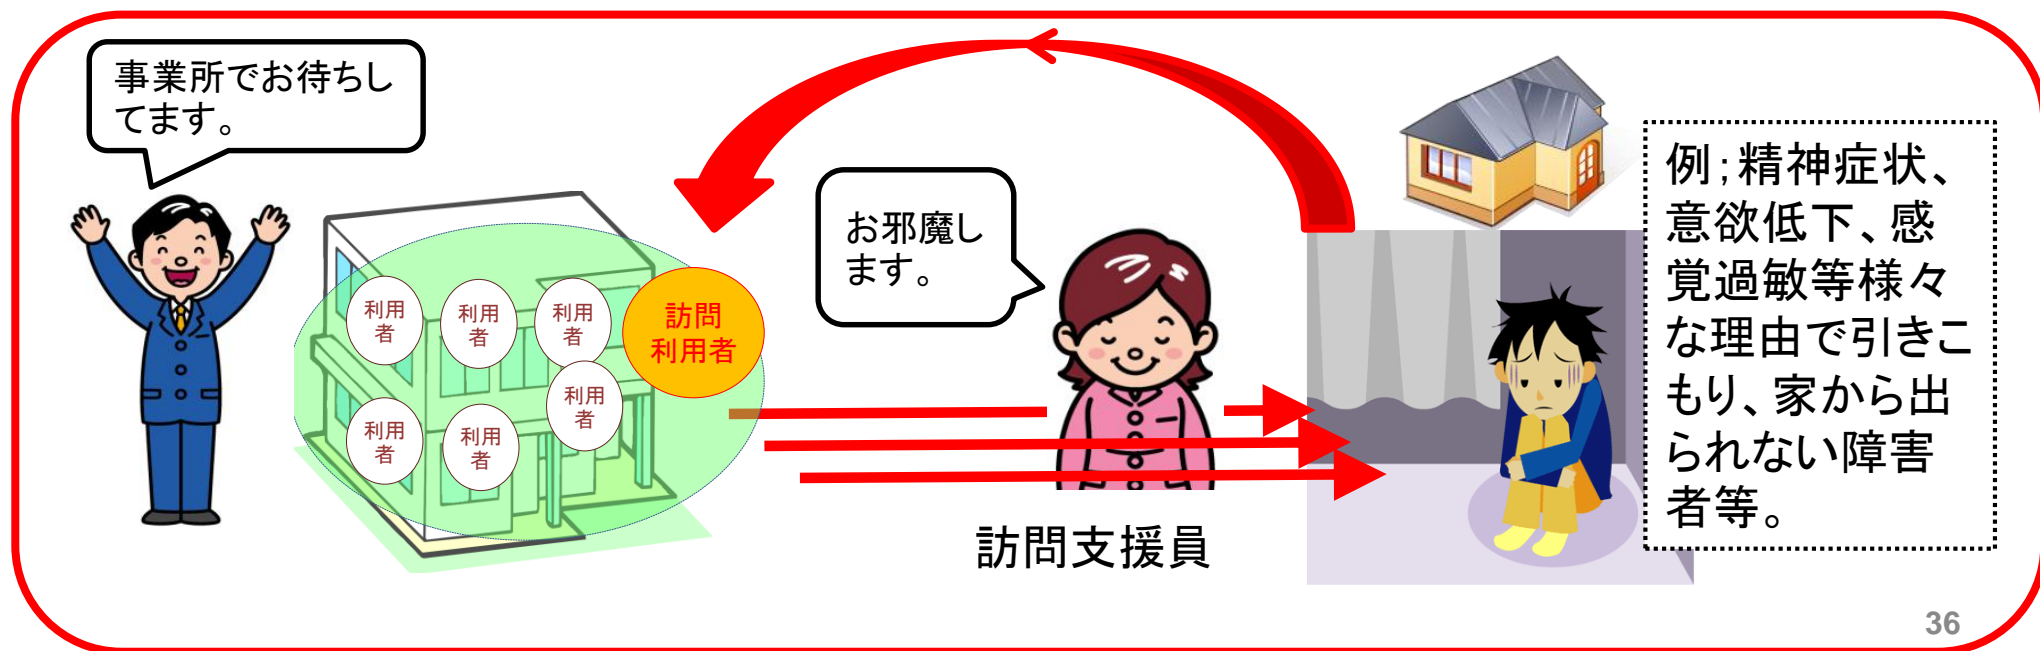 事業所でお待ちし
てます。
利用
者
利用
者
利用
者
利用
者
利用
者
利用
者
訪問
利用者
お邪魔し
ます。
訪問支援員
例；精神症状、
意欲低下、感
覚過敏等様々
な理由で引きこ
もり、家から出
られない障害
者等。
36